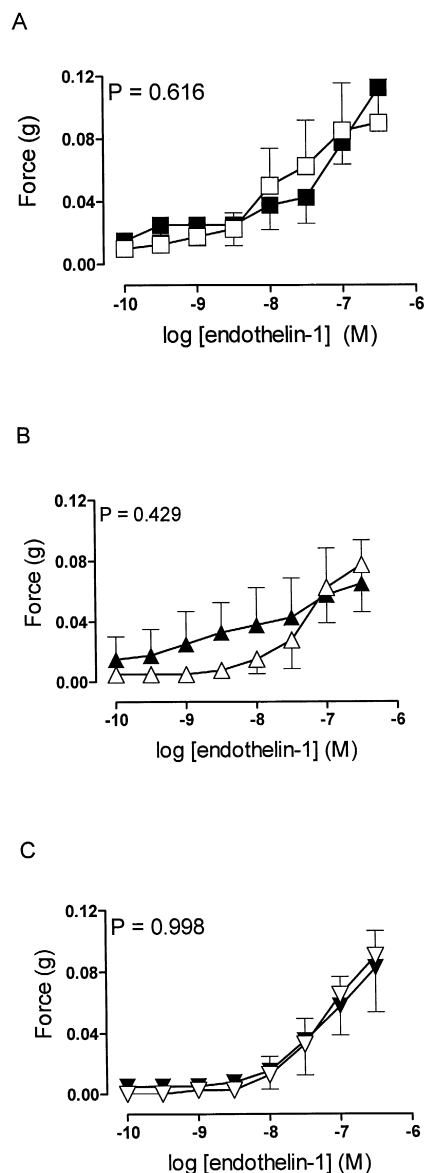 A
P = 0.616
0.12
0.08
0.04
0.00
Force (g)
-10 -9 -8 -7 -6
log [endothelin-1] (M)
B
P = 0.429
0.12
0.08
0.04
0.00
Force (g)
-10 -9 -8 -7 -6
log [endothelin-1] (M)
C
P = 0.998
0.12
0.08
0.04
0.00
Force (g)
-10 -9 -8 -7 -6
log [endothelin-1] (M)